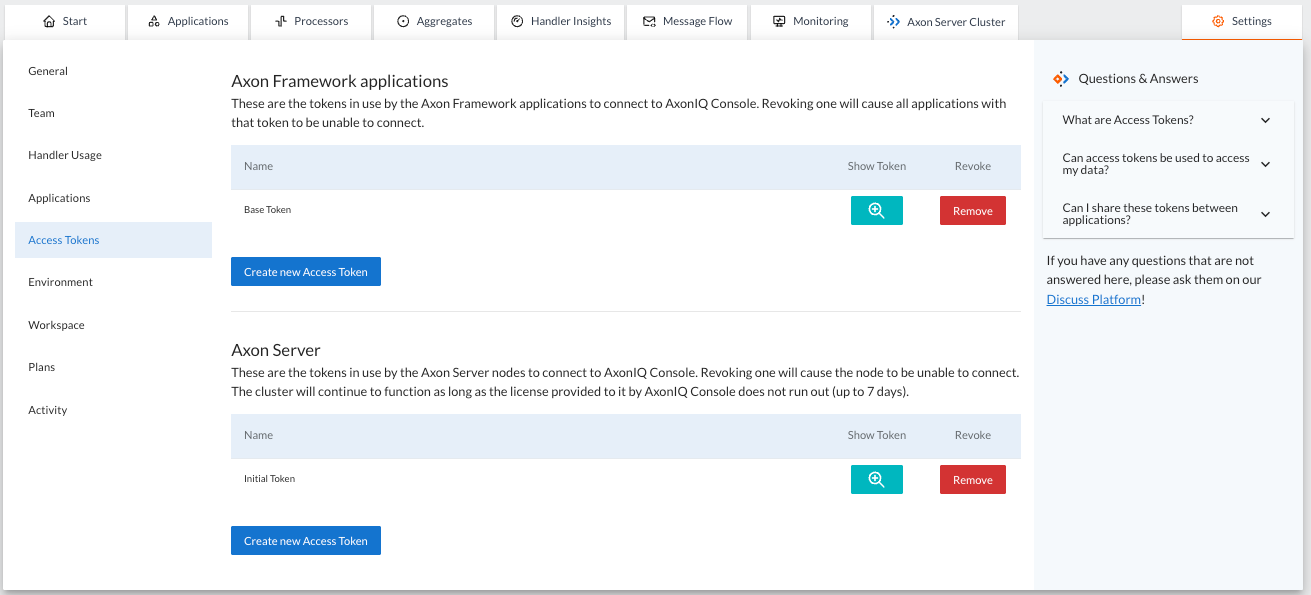 Start
Applications
Processors
Aggregates
Handler Insights
Message Flow
Monitoring
Axon Server Cluster
Settings
General
Team
Handler Usage
Applications
Access Tokens
Environment
Workspace
Plans
Activity
Axon Framework applications
These are the tokens in use by the Axon Framework applications to connect to AxonIQ Console. Revoking one will cause all applications with
that token to be unable to connect.
Name Show Token Revoke
Base Token Remove
Create new Access Token
Axon Server
These are the tokens in use by the Axon Server nodes to connect to AxonIQ Console. Revoking one will cause the node to be unable to connect.
The cluster will continue to function as long as the license provided to it by AxonIQ Console does not run out (up to 7 days).
Name Show Token Revoke
Initial Token Remove
Create new Access Token
Questions & Answers
What are Access Tokens?
Can access tokens be used to access
my data?
Can I share these tokens between
applications?
If you have any questions that are not
answered here, please ask them on our
Discuss Platform!